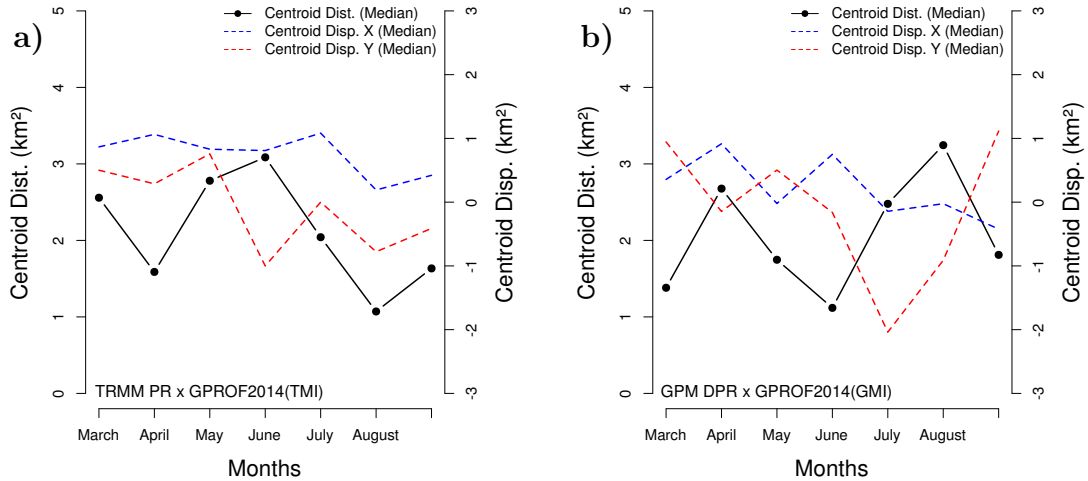 a)
Centroid Dist. (Median)
Centroid Disp. X (Median)
Centroid Disp. Y (Median)
5
4
3
2
1
0
Centroid Dist. (km²)
3
2
1
0
-1
-2
-3
Centroid Disp. (km²)
TRMM PR x GPROF2014(TMI)
March April May June July August
Months
b)
Centroid Dist. (Median)
Centroid Disp. X (Median)
Centroid Disp. Y (Median)
5
4
3
2
1
0
Centroid Dist. (km²)
3
2
1
0
-1
-2
-3
Centroid Disp. (km²)
GPM DPR x GPROF2014(GMI)
March April May June July August
Months